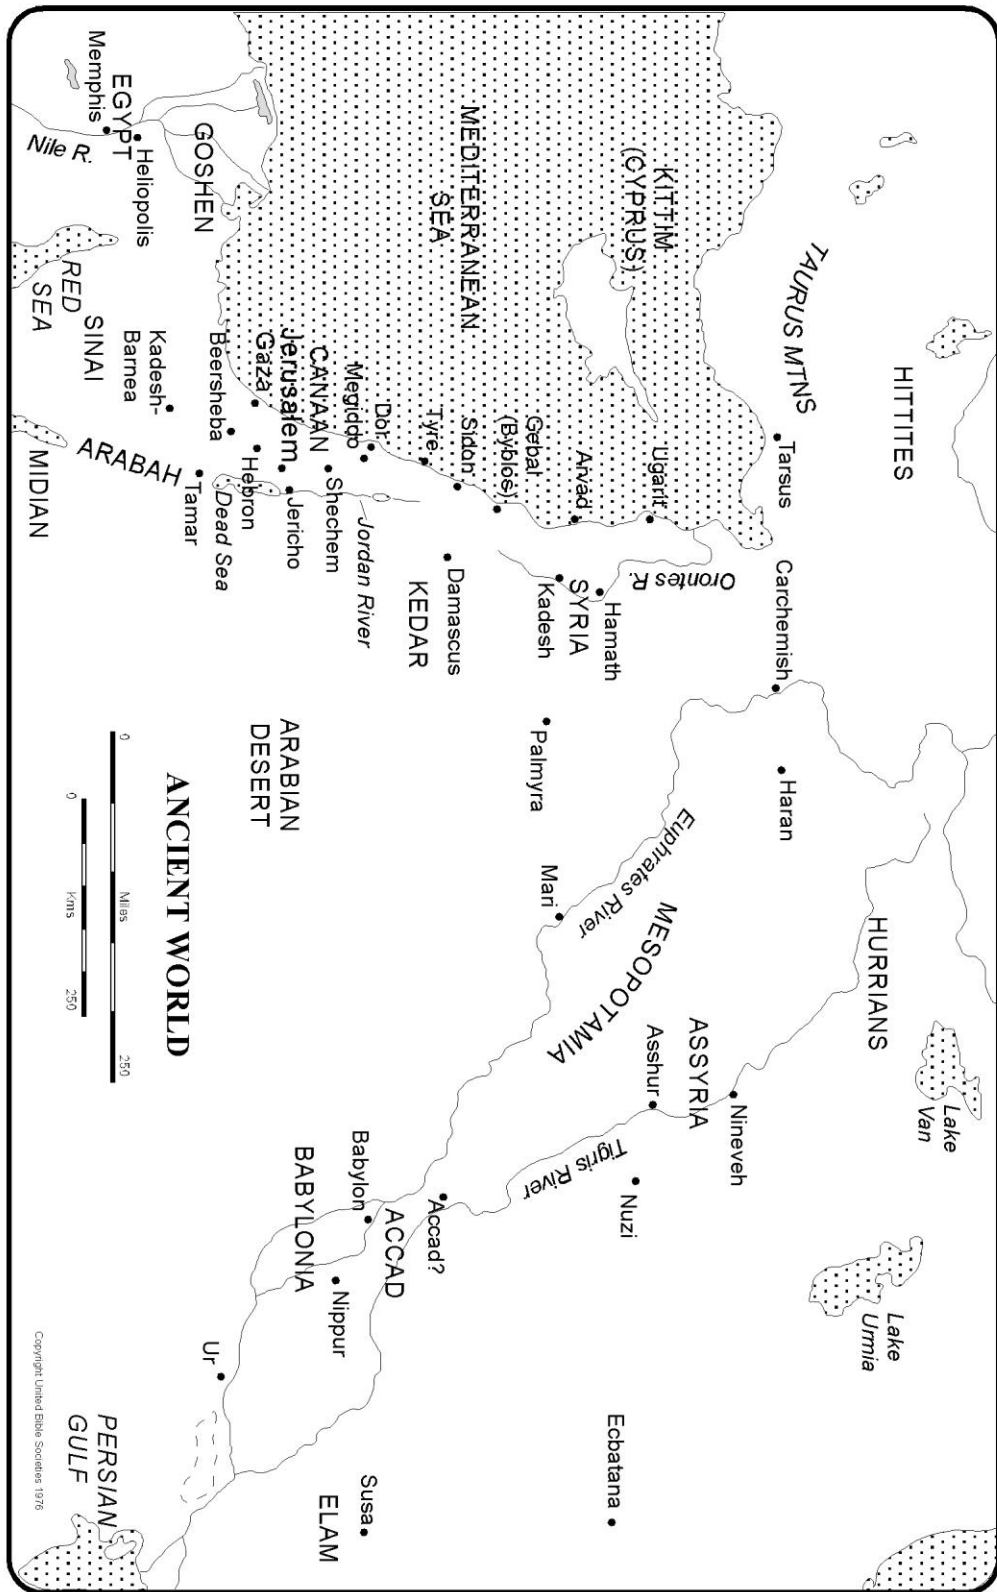 HITTITES
TAURUS MTNS
Tarsus
Carchemish
Haran
HURRIANS
Lake
Van
Lake
Urmia
KITTIM
(CYPRUS)
Ugarit
Arvad
Gebal
(Byblos)
Orontes R.
Hamath
SYRIA
Kadesh
Palmyra
Euphrates River
Mari
MESOPOTAMIA
ASSYRIA
Nineveh
Asshur
Nuzi
Tigris River
Ecbatana
MEDITERRANEAN
SEA
Sidon
Tyre
Damascus
KEDAR
Dor
Megiddo
Jordan River
CANAAN
Shechem
Jerusalem
Jericho
Gaza
Hebron
Beersheba
Dead Sea
Tamar
Kadesh-
Barnea
ARABAH
SINAI
MIDIAN
RED
SEA
GOSHEN
Heliopolis
EGYPT
Memphis
Nile R.
ARABIAN
DESERT
Accad?
ACCAD
Babylon
BABYLONIA
Nippur
Ur
Susa
ELAM
PERSIAN
GULF
ANCIENT WORLD
0 Miles 250
0 Kms 250
Copyright United Bible Societies 1976